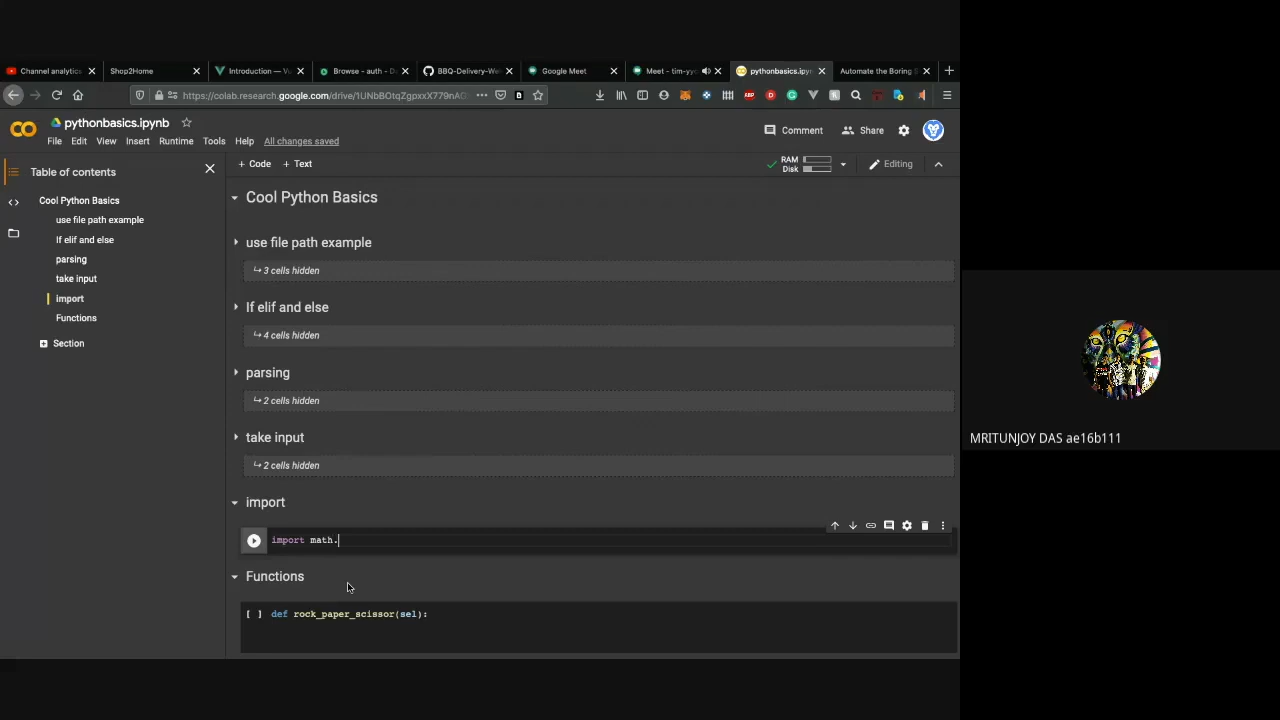 Channel analytics
Shop2Home
Introduction — Vu
Browse - auth - D
BBQ-Delivery-We
Google Meet
Meet - tim-yy
pythonbasics.ipyn
Automate the Boring S
https://colab.research.google.com/drive/1UNbBOtqZgpxxX779nA
pythonbasics.ipynb
Comment
Share
File Edit View Insert Runtime Tools Help All changes saved
Table of contents
+ Code + Text
RAM
Disk
Editing
Cool Python Basics
use file path example
If elif and else
parsing
take input
import
Functions
Section
Cool Python Basics
use file path example
3 cells hidden
If elif and else
4 cells hidden
parsing
2 cells hidden
take input
2 cells hidden
import
import math.
Functions
[ ] def rock_paper_scissor(sel):
MRITUNJOY DAS ae16b111